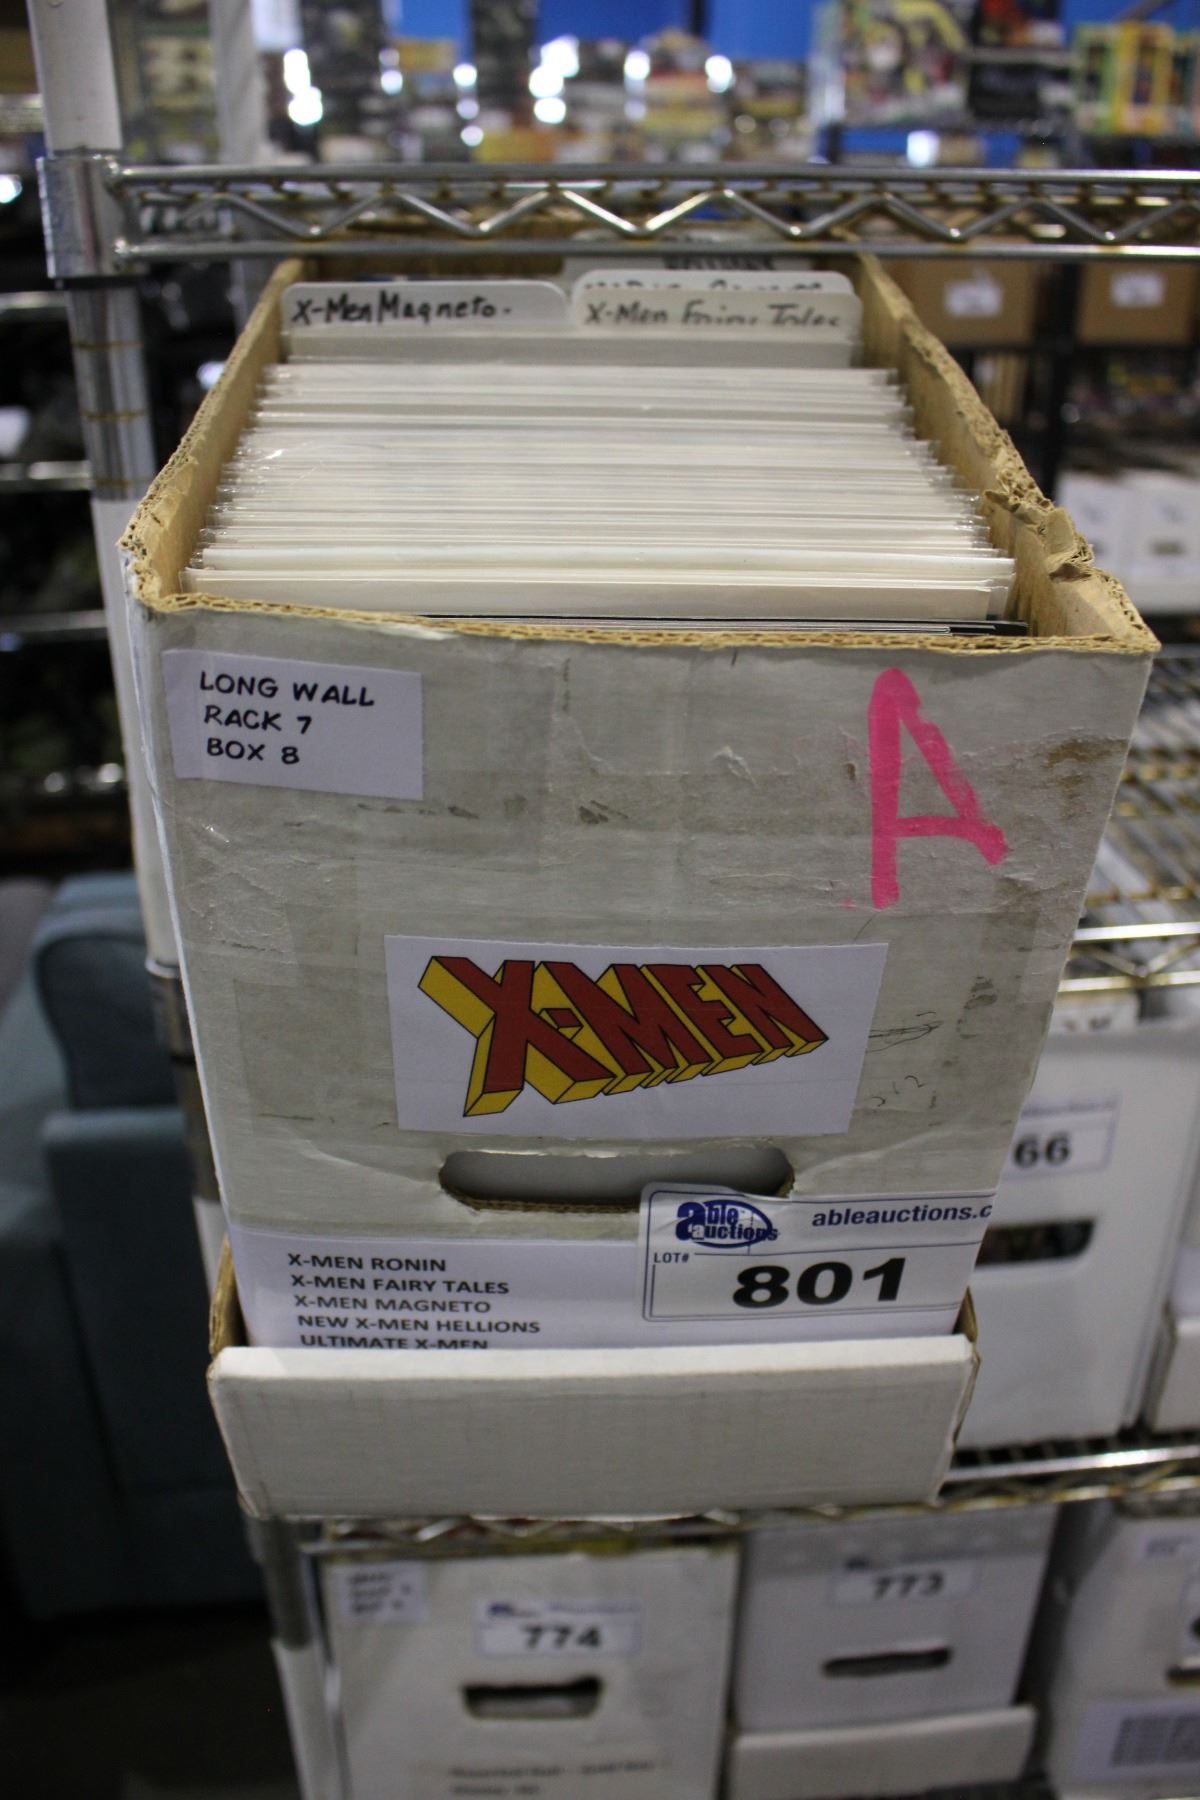 X-Men Magneto.
X-Men Fairy Tales
LONG WALL
RACK 7
BOX 8
A
X-MEN
able auctions
ableauctions.c
LOT#
801
X-MEN RONIN
X-MEN FAIRY TALES
X-MEN MAGNETO
NEW X-MEN HELLIONS
ULTIMATE X-MEN
66
774
773